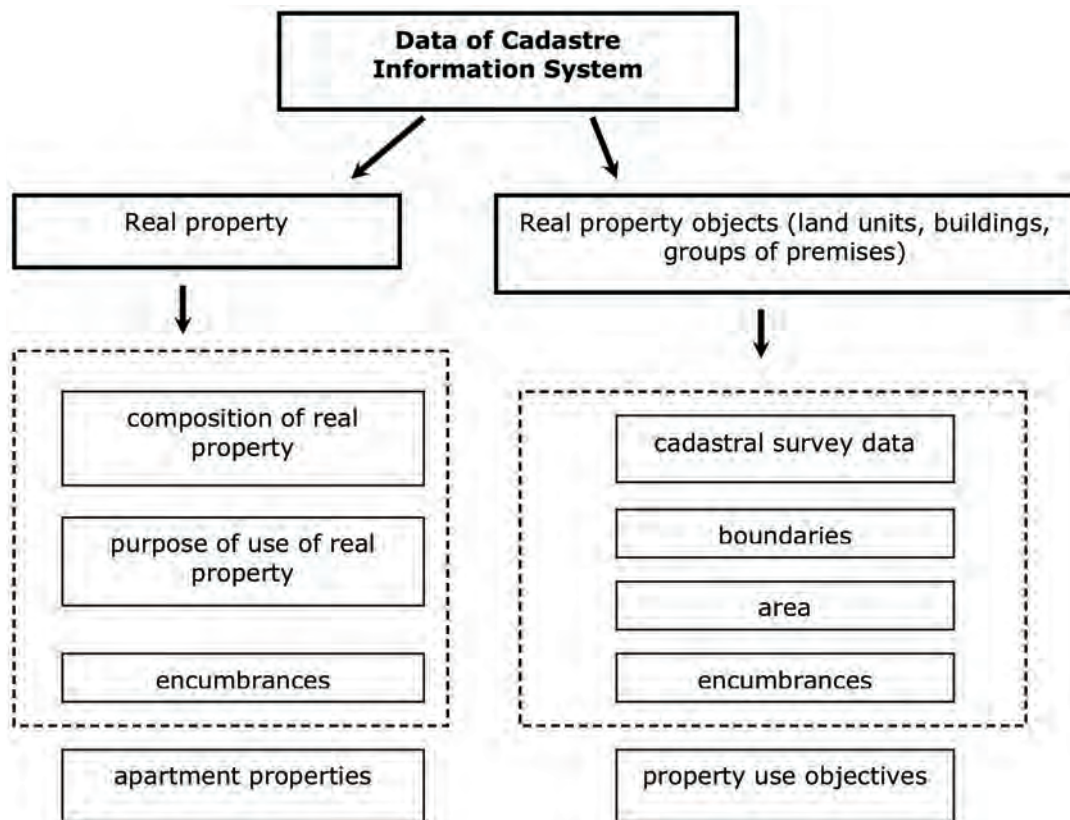 Data of Cadastre
Information System
Real property
Real property objects (land units, buildings,
groups of premises)
composition of real
property
purpose of use of real
property
encumbrances
apartment properties
cadastral survey data
boundaries
area
encumbrances
property use objectives